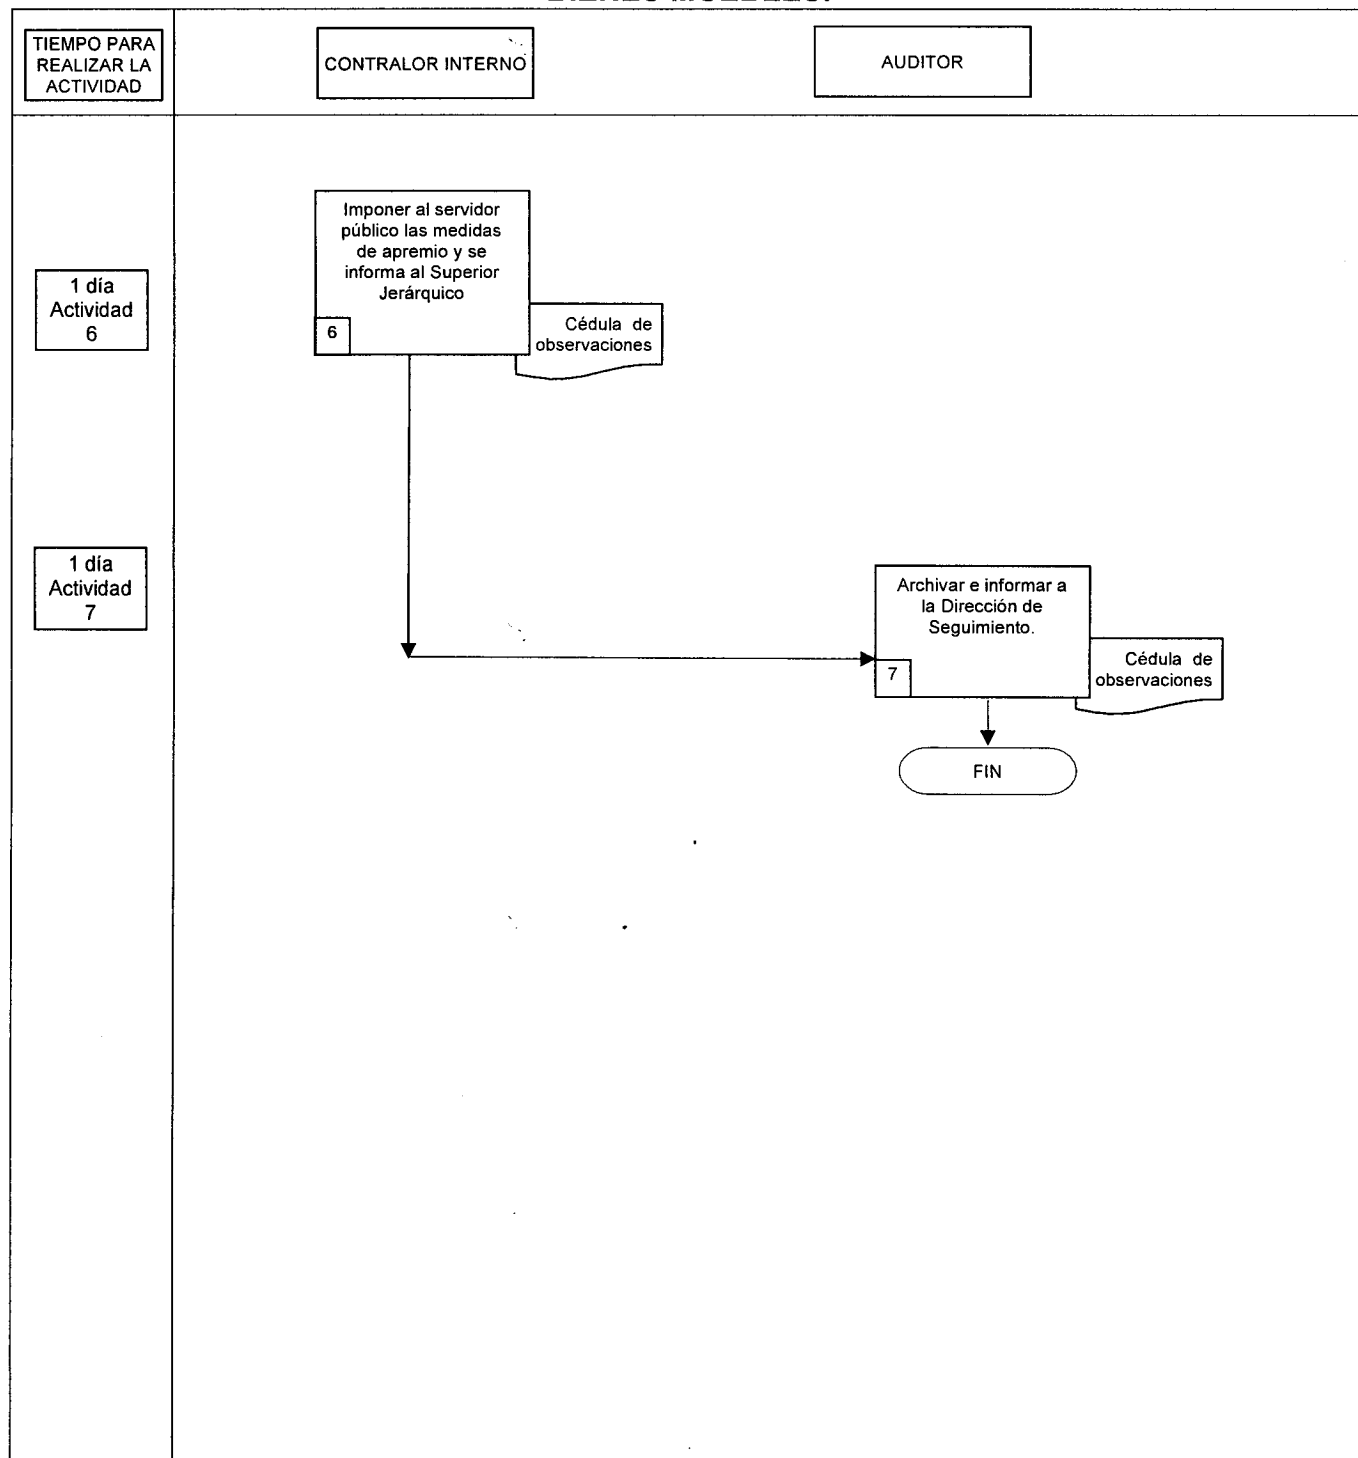 TIEMPO PARA
REALIZAR LA
ACTIVIDAD
CONTRALOR INTERNO
AUDITOR
Imponer al servidor
público las medidas
de apremio y se
informa al Superior
Jerárquico
6
Cédula de
observaciones
1 día
Actividad
6
1 día
Actividad
7
Archivar e informar a
la Dirección de
Seguimiento.
7
Cédula de
observaciones
FIN